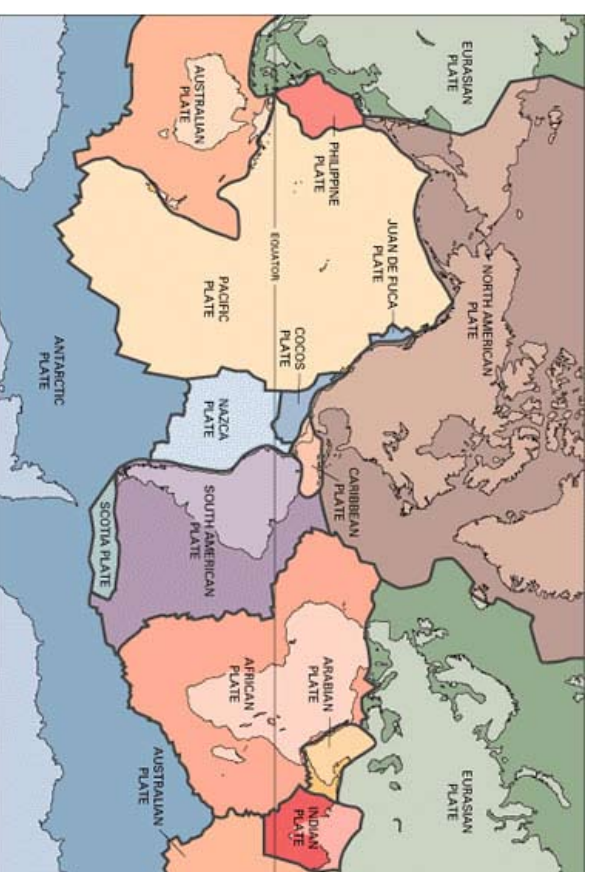 EURASIAN
PLATE
AUSTRALIAN
PLATE
PHILIPPINE
PLATE
EQUATOR
PACIFIC
PLATE
JUAN DE FUCA
PLATE
NORTH AMERICAN
PLATE
COCOS
PLATE
ANTARCTIC
PLATE
NAZCA
PLATE
CARIBBEAN
PLATE
SOUTH AMERICAN
PLATE
SCOTIA PLATE
ARABIAN
PLATE
AFRICAN
PLATE
EURASIAN
PLATE
INDIAN
PLATE
AUSTRALIAN
PLATE